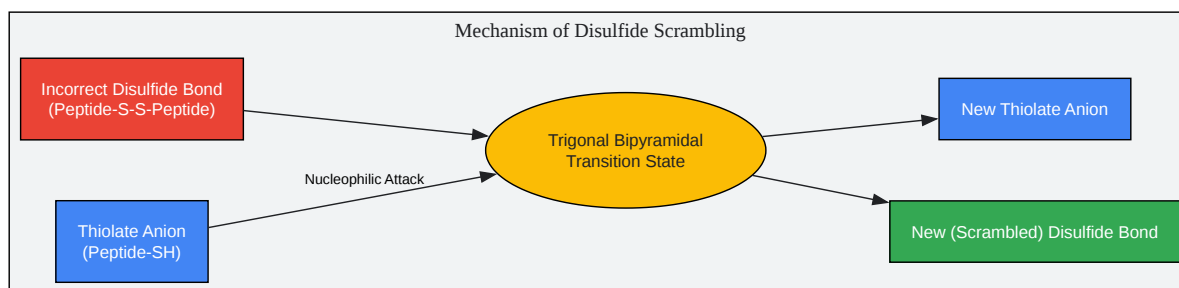 Mechanism of Disulfide Scrambling
Incorrect Disulfide Bond
(Peptide-S-S-Peptide)
Nucleophilic Attack
Thiolate Anion
(Peptide-SH)
Trigonal Bipyramidal
Transition State
New Thiolate Anion
New (Scrambled) Disulfide Bond